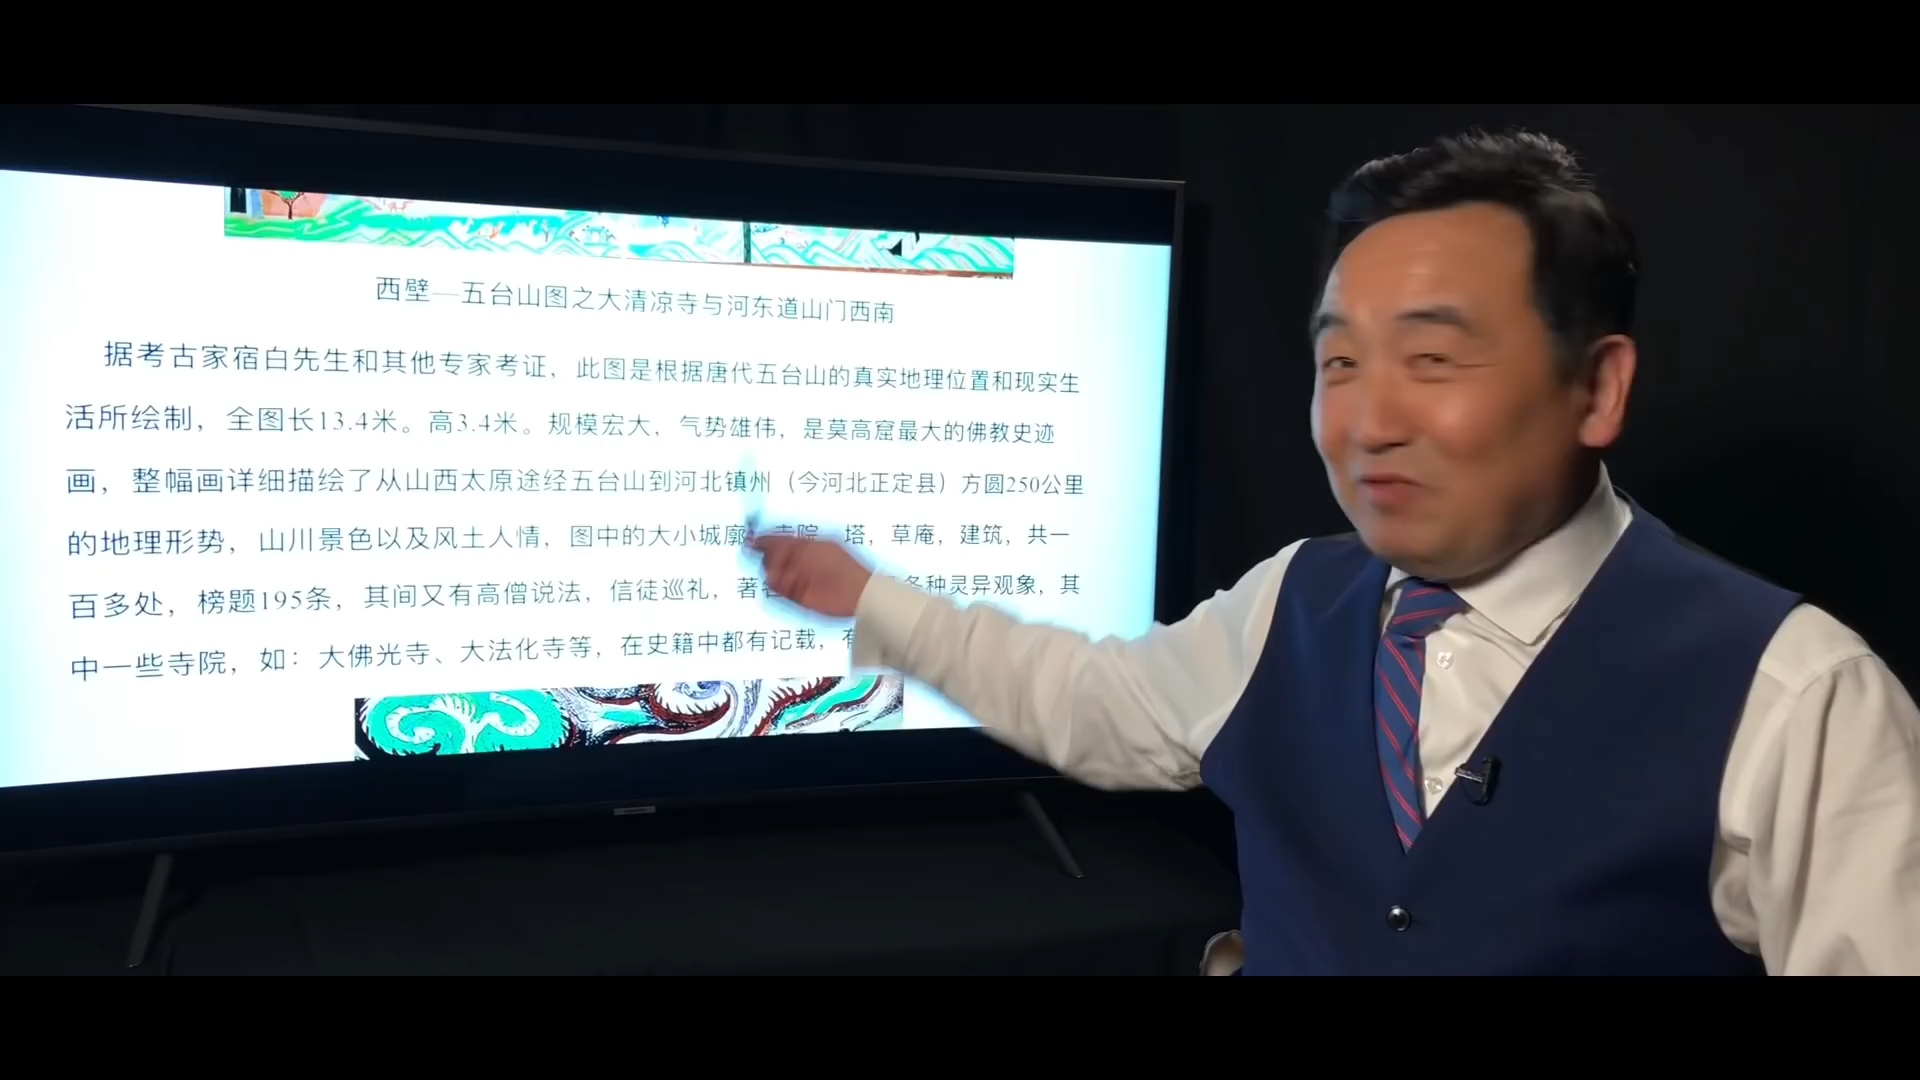 西壁—五台山图之大清凉寺与河东道山门西南
据考古家宿白先生和其他专家考证，此图是根据唐代五台山的真实地理位置和现实生
活所绘制，全图长13.4米。高3.4米。规模宏大，气势雄伟，是莫高窟最大的佛教史迹
画，整幅画详细描绘了从山西太原途经五台山到河北镇州（今河北正定县）方圆250公里
的地理形势，山川景色以及风土人情，图中的大小城廓 寺院 塔，草庵，建筑，共一
百多处，榜题195条，其间又有高僧说法，信徒巡礼，著名 各种灵异观象，其
中一些寺院，如：大佛光寺、大法化寺等，在史籍中都有记载，